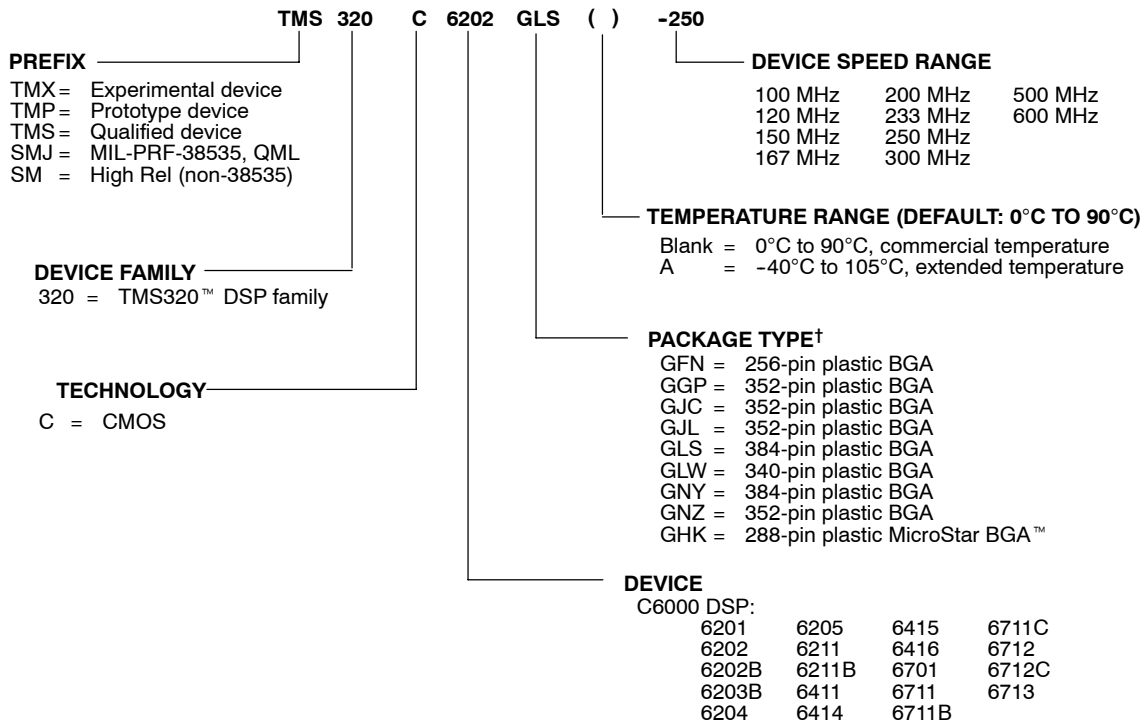 TMS 320 C 6202 GLS ( ) -250
PREFIX
TMX = Experimental device
TMP = Prototype device
TMS = Qualified device
SMJ = MIL-PRF-38535, QML
SM = High Rel (non-38535)
DEVICE SPEED RANGE
100 MHz 200 MHz 500 MHz
120 MHz 233 MHz 600 MHz
150 MHz 250 MHz
167 MHz 300 MHz
TEMPERATURE RANGE (DEFAULT: 0°C TO 90°C)
Blank = 0°C to 90°C, commercial temperature
A = -40°C to 105°C, extended temperature
DEVICE FAMILY
320 = TMS320™ DSP family
PACKAGE TYPE†
GFN = 256-pin plastic BGA
GGP = 352-pin plastic BGA
GJC = 352-pin plastic BGA
GJL = 352-pin plastic BGA
GLS = 384-pin plastic BGA
GLW = 340-pin plastic BGA
GNY = 384-pin plastic BGA
GNZ = 352-pin plastic BGA
GHK = 288-pin plastic MicroStar BGA™
TECHNOLOGY
C = CMOS
DEVICE
C6000 DSP:
6201 6205 6415 6711C
6202 6211 6416 6712
6202B 6211B 6701 6712C
6203B 6411 6711 6713
6204 6414 6711B